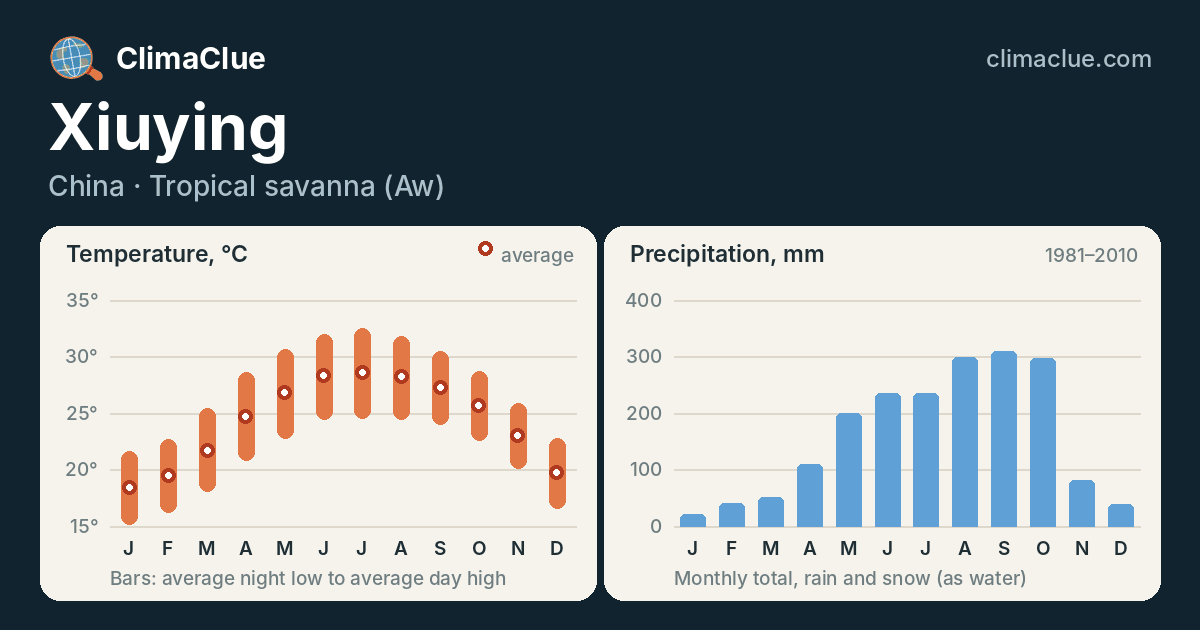 ClimaClue
climaclue.com
Xiuying
China · Tropical savanna (Aw)
Temperature, °C
average
35°
30°
25°
20°
15°
J F M A M J J A S O N D
Bars: average night low to average day high
Precipitation, mm
1981–2010
400
300
200
100
0
J F M A M J J A S O N D
Monthly total, rain and snow (as water)